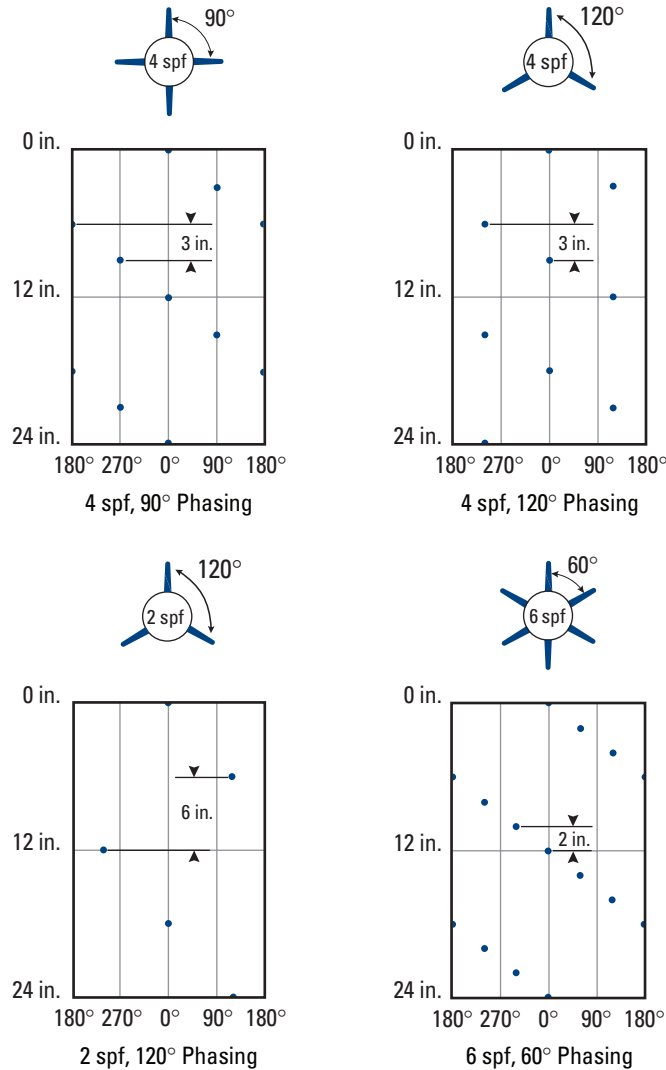 90°
120°
4 spf
4 spf
0 in.
0 in.
3 in.
3 in.
12 in.
12 in.
24 in.
24 in.
180° 270° 0° 90° 180°
180° 270° 0° 90° 180°
4 spf, 90° Phasing
4 spf, 120° Phasing
120°
60°
2 spf
6 spf
0 in.
0 in.
6 in.
2 in.
12 in.
12 in.
24 in.
24 in.
180° 270° 0° 90° 180°
180° 270° 0° 90° 180°
2 spf, 120° Phasing
6 spf, 60° Phasing